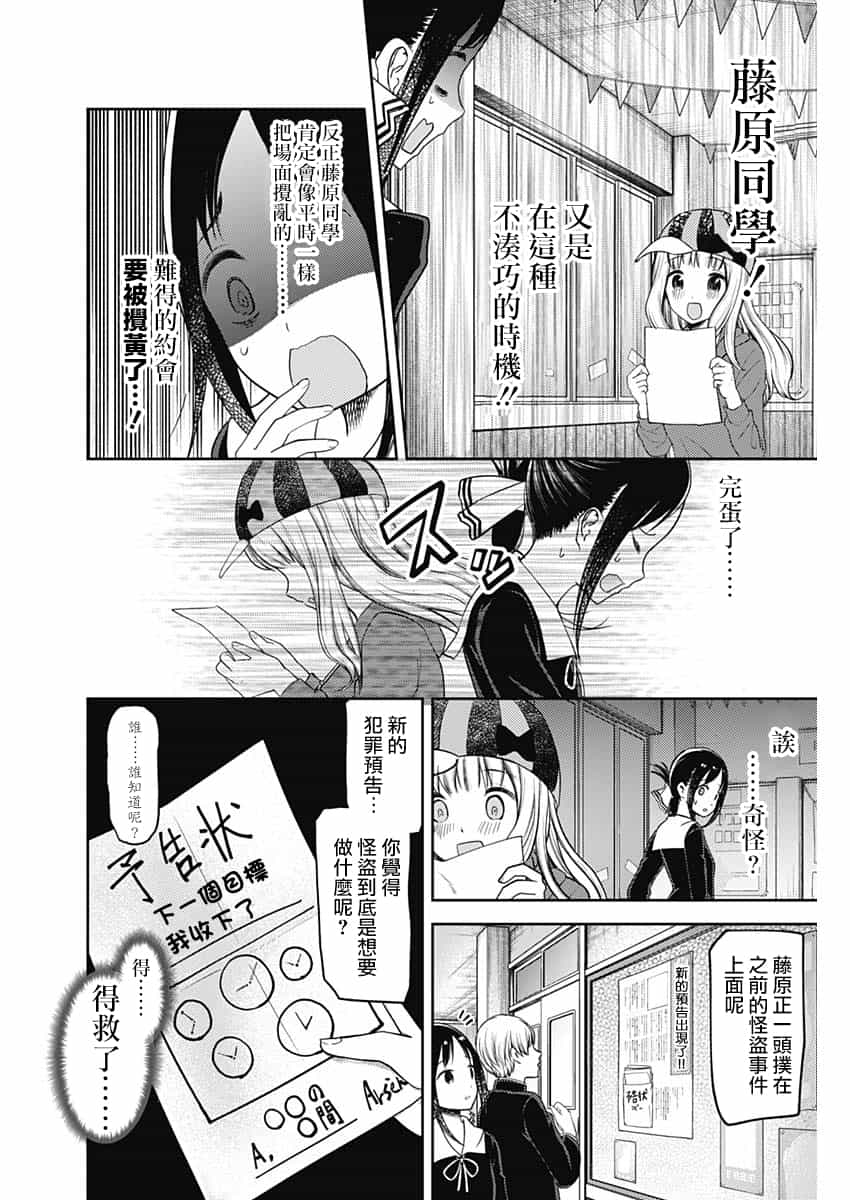 藤原同學！
又是
在這種
不湊巧的時機！！
反正藤原同學
肯定會像平時一樣
把場面攪亂的………
難得的約會
要被攪黃了…！
完蛋了……
スッ
誒
……奇怪？
藤原正一頭撲在
之前的怪盜事件
上面呢
新的預告出現了!!
新的
犯罪預告…
你覺得
怪盜到底是想要
做什麼呢？
誰……誰知道呢？
予告状
下一個目標
我收下了
A,○○○の間
Arsène
得……
得救了……